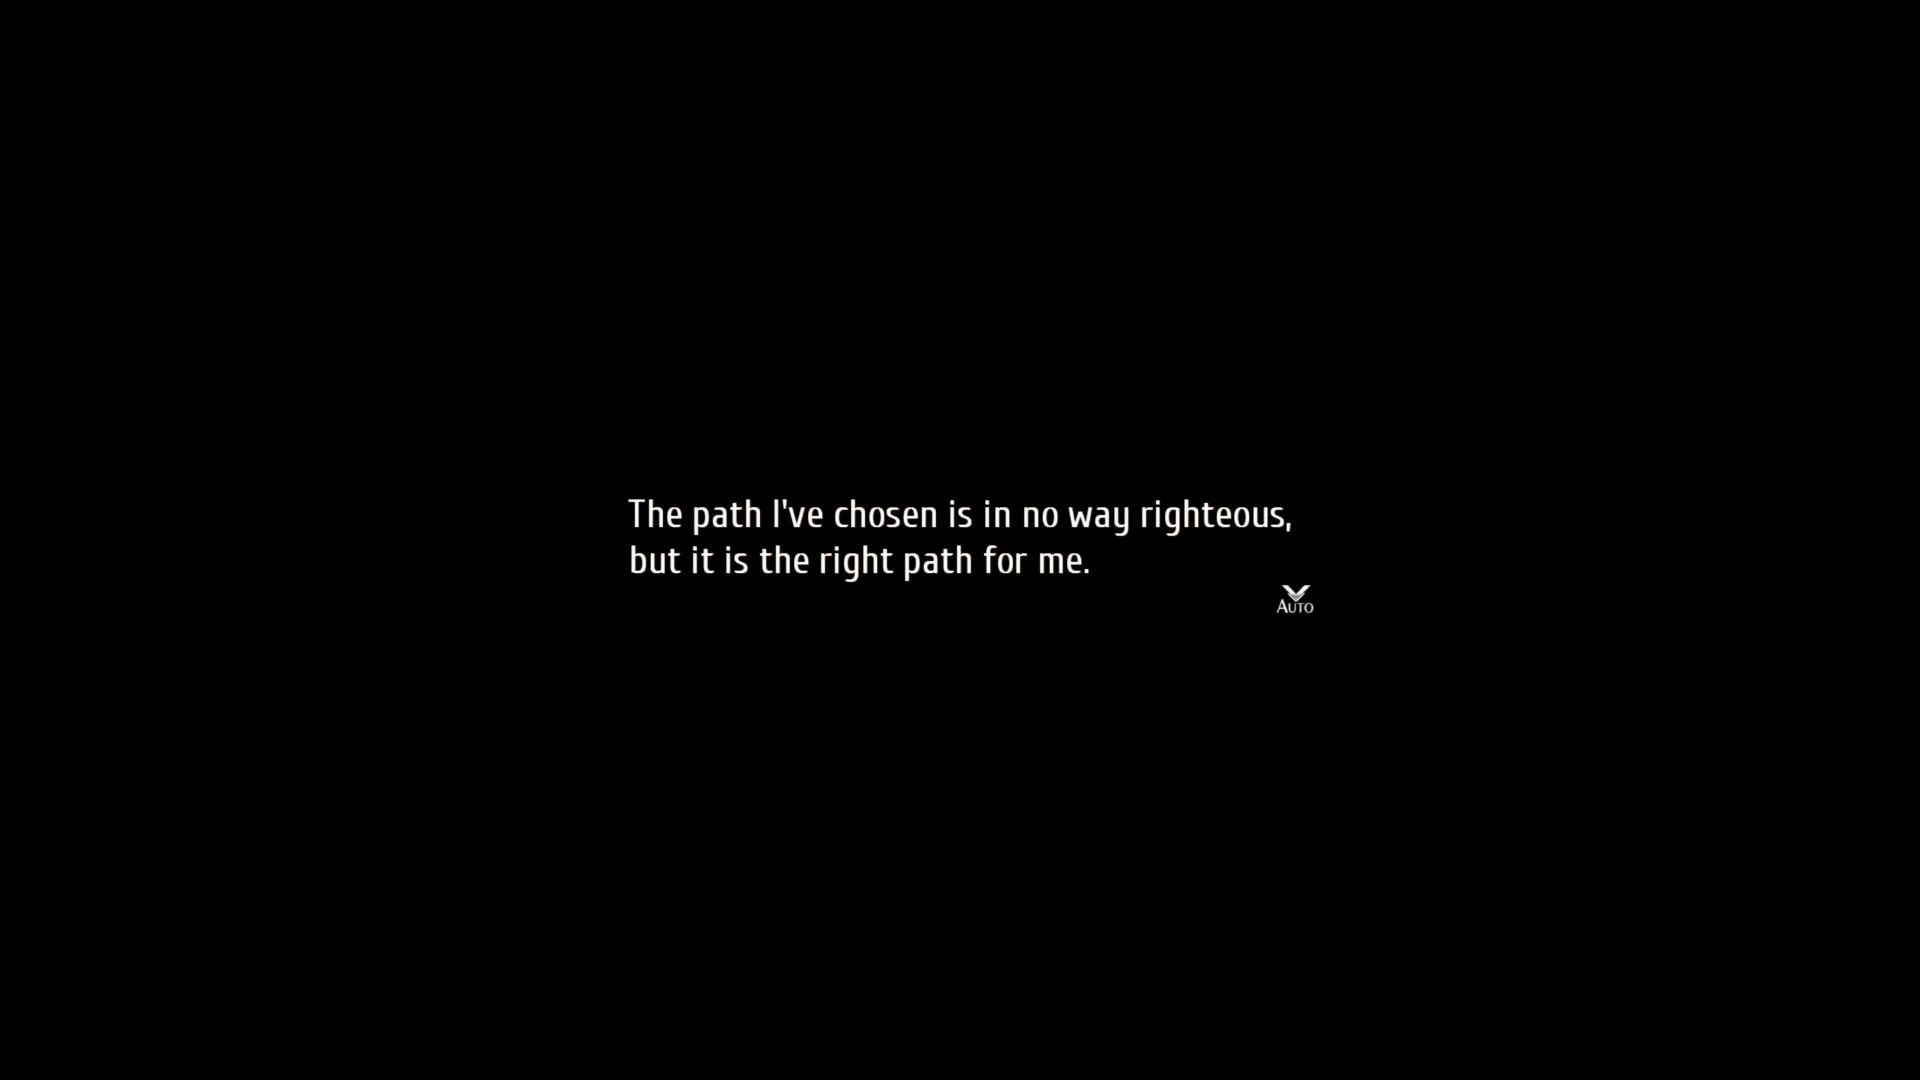 The path I've chosen is in no way righteous,
but it is the right path for me.
AUTO